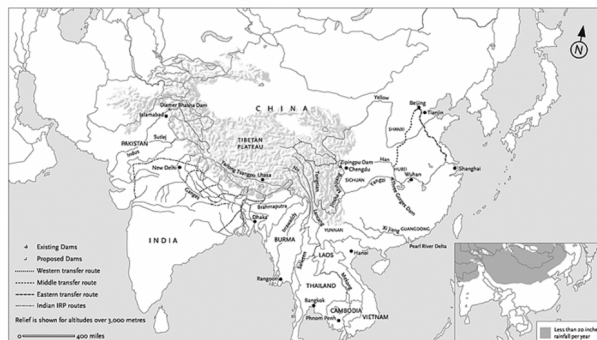 N
Yellow
Beijing
Tianjin
CHINA
Diamer Bhasha Dam
Islamabad
SHANXI
PAKISTAN
Sutlej
Indus
TIBETAN
PLATEAU
Zipingpu Dam
Chengdu
Han
HUBEI
Wuhan
Shanghai
New Delhi
Yarlung Tsangpo
Lhasa
SICHUAN
Yangzi
Three Gorges Dam
Ganges
Brahmaputra
Dhaka
Irrawaddy
YUNNAN
Xi Jiang
GUANGDONG
Pearl River Delta
INDIA
BURMA
Salween
LAOS
Hanoi
Mekong
Rangoon
THAILAND
Bangkok
CAMBODIA
Phnom Penh
VIETNAM
Existing Dams
Proposed Dams
Western transfer route
Middle transfer route
Eastern transfer route
Indian IRP routes
Relief is shown for altitudes over 3,000 metres
0
400 miles
Less than 20 inches
rainfall per year